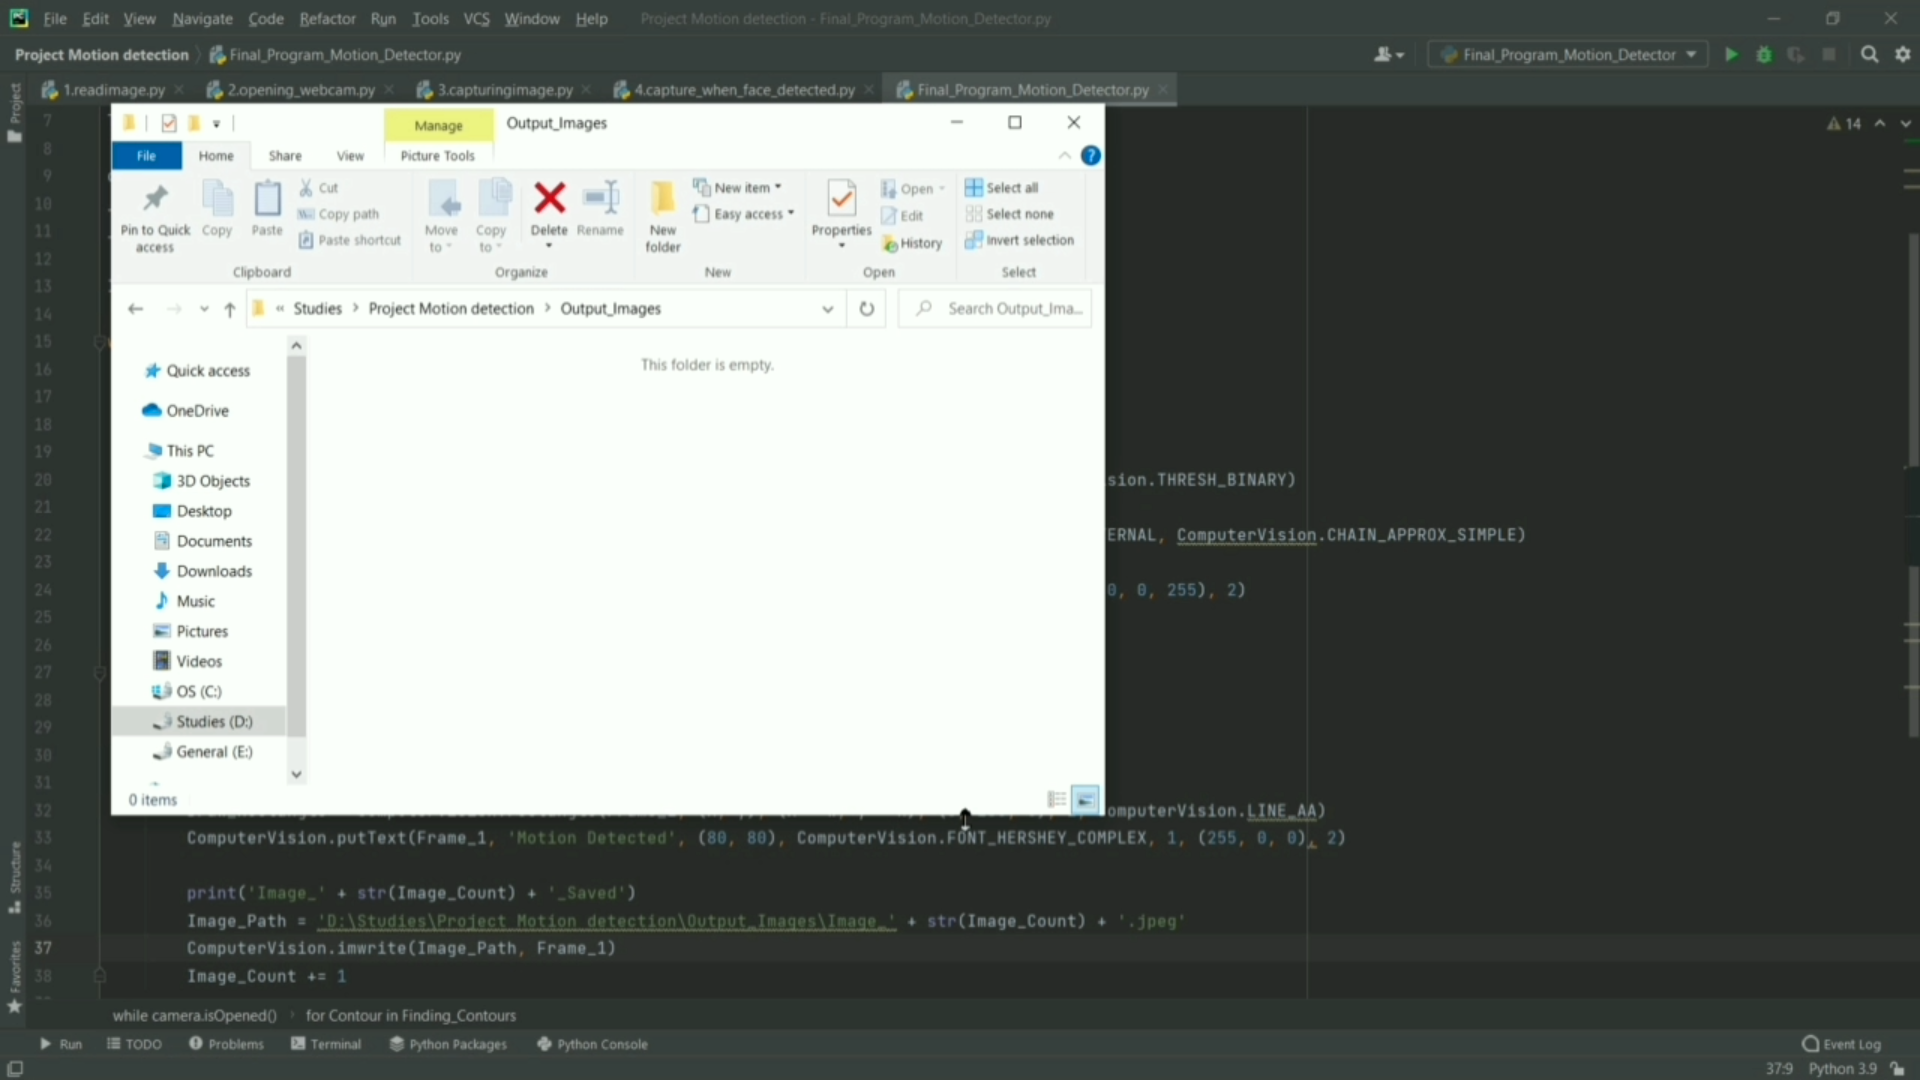 File Edit View Navigate Code Refactor Run Tools VCS Window Help Project Motion detection - Final_Program_Motion_Detector.py
Project Motion detection Final_Program_Motion_Detector.py Final_Program_Motion_Detector
1.readimage.py 2.opening_webcam.py 3.capturingimage.py 4.capture_when_face_detected.py Final_Program_Motion_Detector.py
Project
Manage Output_Images
File Home Share View Picture Tools
Pin to Quick access
Copy
Paste
Cut
Copy path
Paste shortcut
Clipboard
Move to
Copy to
Delete
Rename
Organize
New folder
New item
Easy access
New
Properties
Open
Edit
History
Open
Select all
Select none
Invert selection
Select
« Studies > Project Motion detection > Output_Images
Search Output_Ima...
This folder is empty.
Quick access
OneDrive
This PC
3D Objects
Desktop
Documents
Downloads
Music
Pictures
Videos
OS (C:)
Studies (D:)
General (E:)
0 items
14
7
8
9
10
11
12
13
14
15
16
17
18
19
20 sion.THRESH_BINARY)
21
22 ERNAL, ComputerVision.CHAIN_APPROX_SIMPLE)
23
24 0, 0, 255), 2)
25
26
27
28
29
30
31
32 omputerVision.LINE_AA)
33 ComputerVision.putText(Frame_1, 'Motion Detected', (80, 80), ComputerVision.FONT_HERSHEY_COMPLEX, 1, (255, 0, 0), 2)
34
35 print('Image_' + str(Image_Count) + '_Saved')
36 Image_Path = 'D:\Studies\Project Motion detection\Output_Images\Image_' + str(Image_Count) + '.jpeg'
37 ComputerVision.imwrite(Image_Path, Frame_1)
38 Image_Count += 1
Structure
Favorites
while camera.isOpened() for Contour in Finding_Contours
Run TODO Problems Terminal Python Packages Python Console Event Log
37:9 Python 3.9